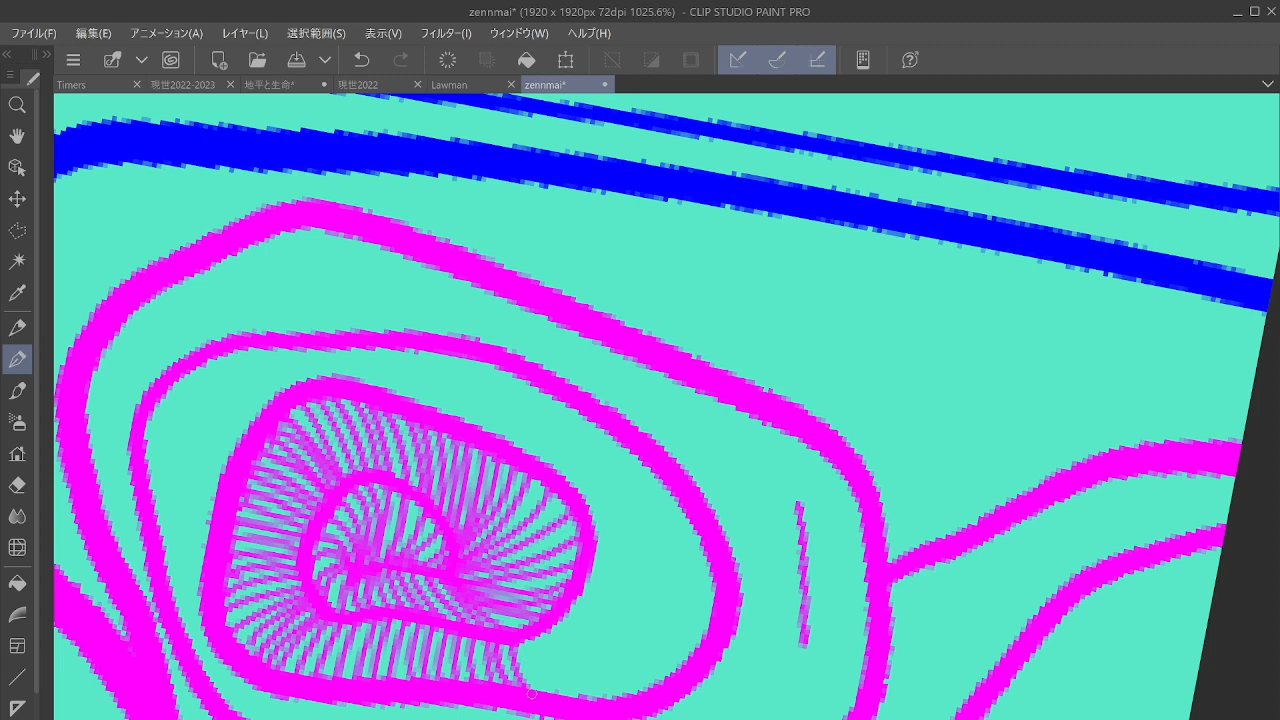 zennmai* (1920 x 1920px 72dpi 1025.6%) - CLIP STUDIO PAINT PRO
ファイル(F) 編集(E) アニメーション(A) レイヤー(L) 選択範囲(S) 表示(V) フィルター(I) ウィンドウ(W) ヘルプ(H)
Timers 現世2022-2023 地平と生命* 現世2022 Lawman zennmai*